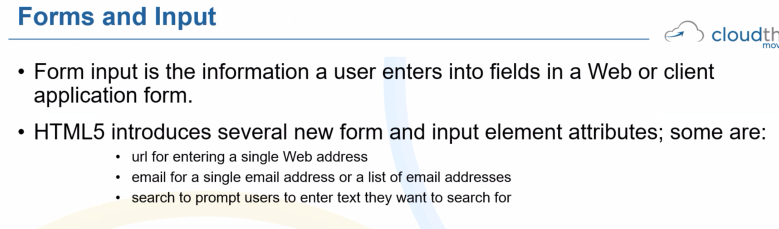 Forms and Input
cloudth
mov
• Form input is the information a user enters into fields in a Web or client
application form.
• HTML5 introduces several new form and input element attributes; some are:
• url for entering a single Web address
• email for a single email address or a list of email addresses
• search to prompt users to enter text they want to search for